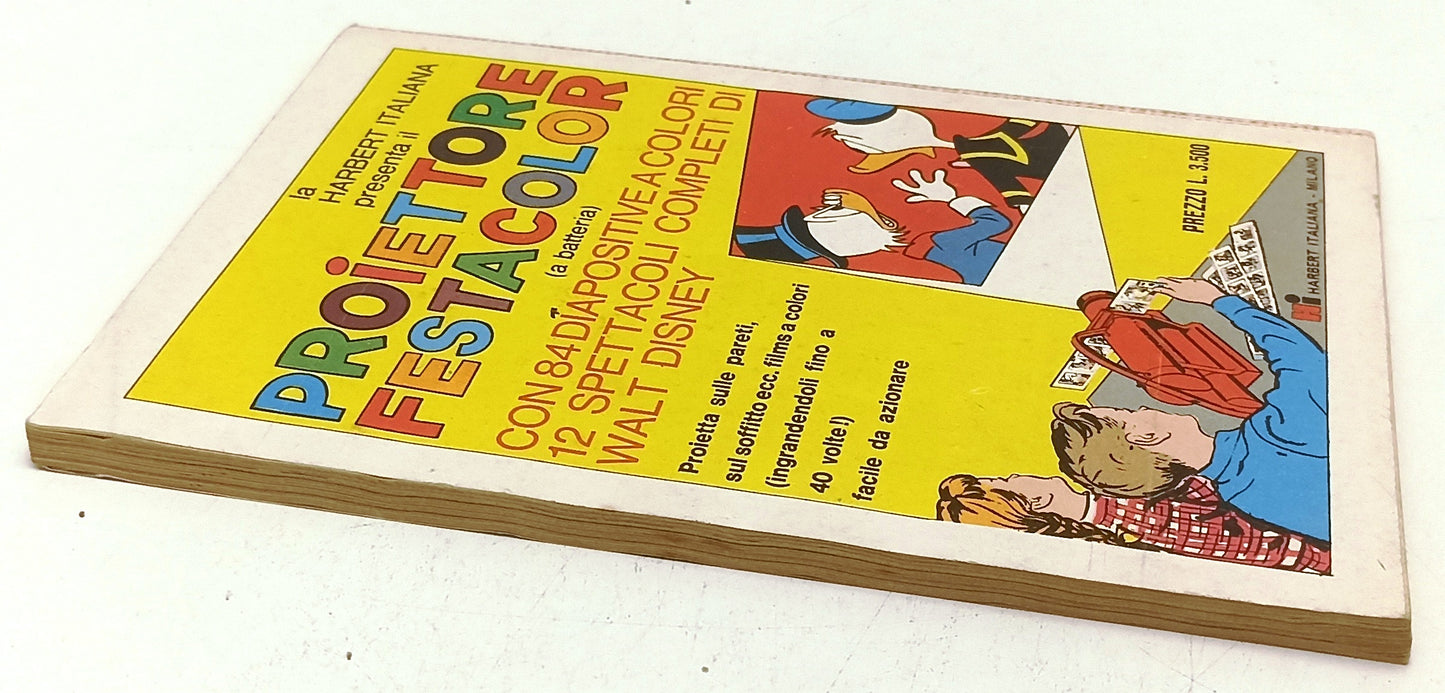 la
HARBERT ITALIANA
presenta il
PROiETTORE
FESTACOLOR
(a batteria)
CON 84 DIAPOSITIVE A COLORI
12 SPETTACOLI COMPLETI DI
WALT DISNEY
Proietta sulle pareti,
sul soffitto ecc. films a colori
(ingrandendoli fino a
40 volte!)
facile da azionare
PREZZO L. 3.500
HARBERT ITALIANA - MILANO